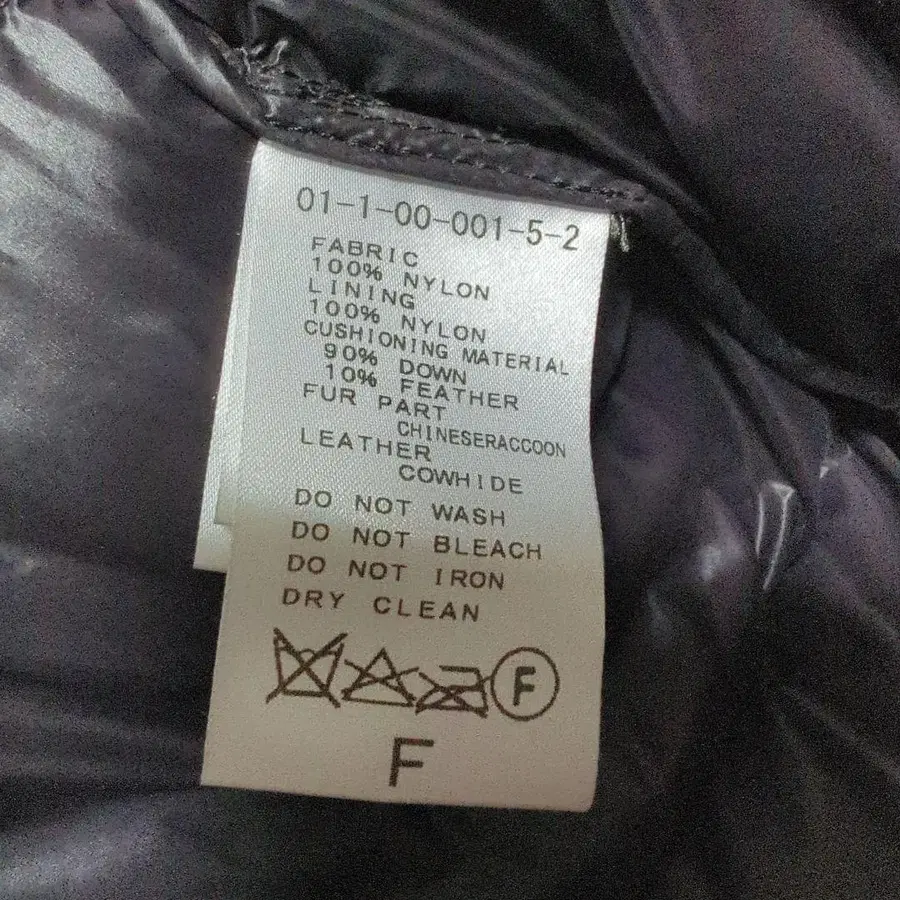 01-1-00-001-5-2
FABRIC
100% NYLON
LINING
100% NYLON
CUSHIONING MATERIAL
90% DOWN
10% FEATHER
FUR PART
CHINESERACCOON
LEATHER
COWHIDE
DO NOT WASH
DO NOT BLEACH
DO NOT IRON
DRY CLEAN
F
F